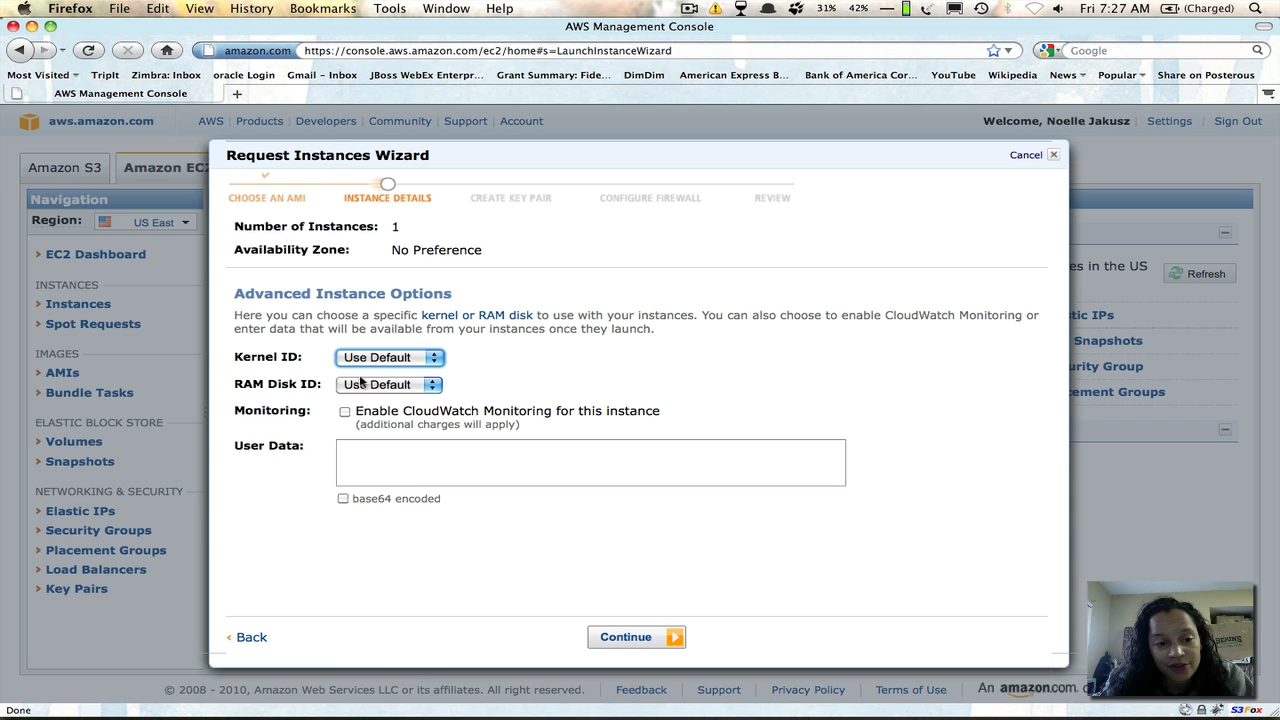 Firefox File Edit View History Bookmarks Tools Window Help 31% 42% Fri 7:27 AM (Charged)
AWS Management Console
amazon.com https://console.aws.amazon.com/ec2/home#s=LaunchInstanceWizard Google
Most Visited TripIt Zimbra: Inbox oracle Login Gmail - Inbox JBoss WebEx Enterpr... Grant Summary: Fide... DimDim American Express B... Bank of America Cor... YouTube Wikipedia News Popular Share on Posterous
AWS Management Console
aws.amazon.com AWS Products Developers Community Support Account Welcome, Noelle Jakusz Settings Sign Out
Amazon S3 Amazon EC2
Request Instances Wizard Cancel
CHOOSE AN AMI INSTANCE DETAILS CREATE KEY PAIR CONFIGURE FIREWALL REVIEW
Number of Instances: 1
Availability Zone: No Preference
Advanced Instance Options
Here you can choose a specific kernel or RAM disk to use with your instances. You can also choose to enable CloudWatch Monitoring or
enter data that will be available from your instances once they launch.
Kernel ID: Use Default
RAM Disk ID: Use Default
Monitoring: Enable CloudWatch Monitoring for this instance
(additional charges will apply)
User Data:
base64 encoded
Back Continue
Navigation
Region: US East
EC2 Dashboard
INSTANCES
Instances
Spot Requests
IMAGES
AMIs
Bundle Tasks
ELASTIC BLOCK STORE
Volumes
Snapshots
NETWORKING & SECURITY
Elastic IPs
Security Groups
Placement Groups
Load Balancers
Key Pairs
es in the US Refresh
tic IPs
Snapshots
urity Group
cement Groups
© 2008 - 2010, Amazon Web Services LLC or its affiliates. All right reserved. Feedback Support Privacy Policy Terms of Use An amazon.co
Done S3Fox